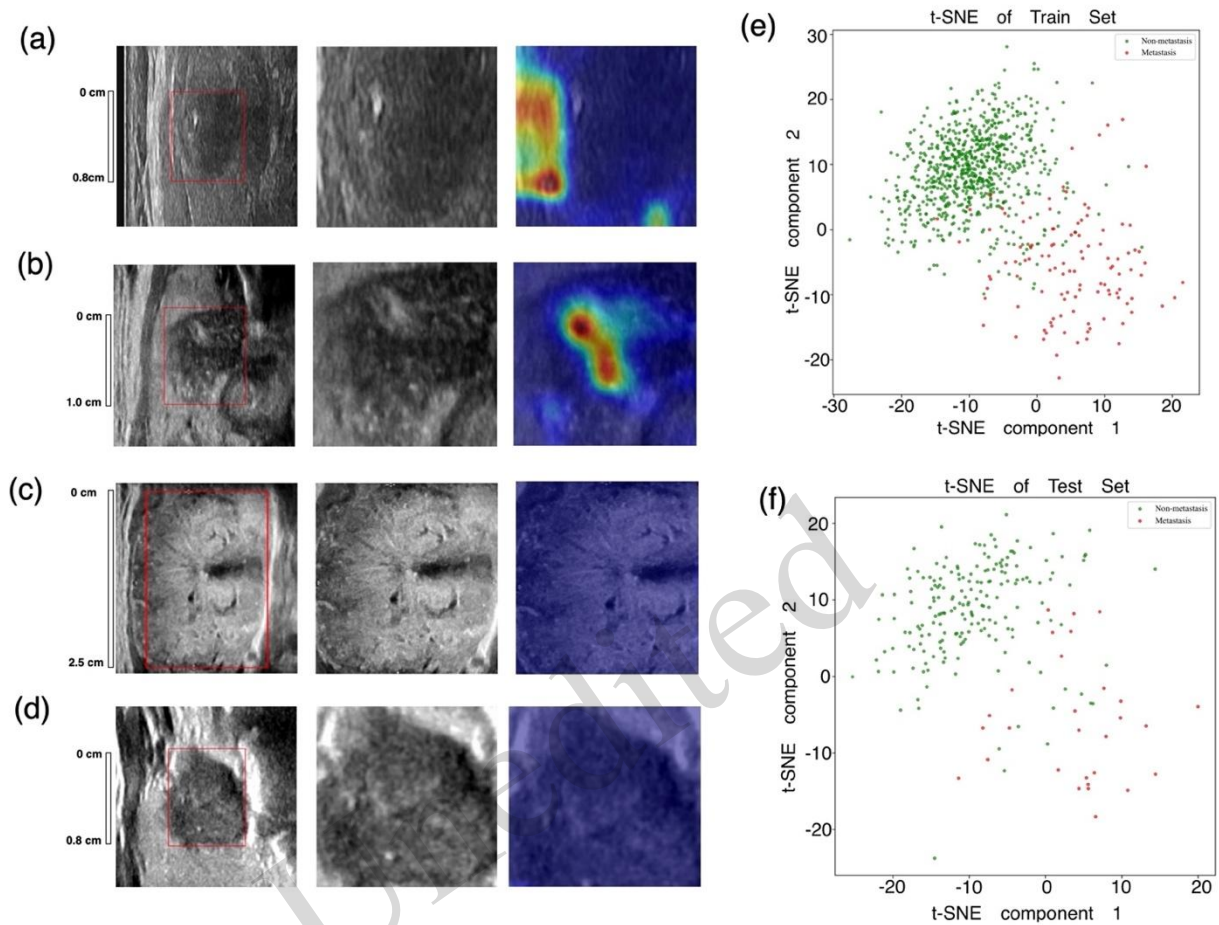 (a)
0 cm
0.8cm
(b)
0 cm
1.0 cm
(c)
0 cm
2.5 cm
(d)
0 cm
0.8 cm
(e)
t-SNE of Train Set
Non-metastasis
Metastasis
t-SNE component 2
30
20
10
0
-10
-20
-30
-20
-10
0
10
20
t-SNE component 1
(f)
t-SNE of Test Set
Non-metastasis
Metastasis
t-SNE component 2
20
10
0
-10
-20
-20
-10
0
10
20
t-SNE component 1
Unedited